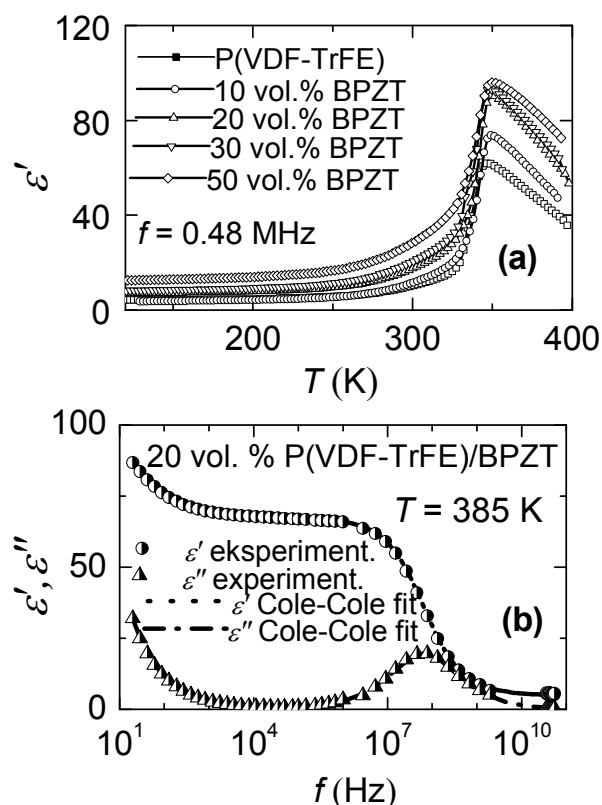 120
80
40
0
ε'
P(VDF-TrFE)
10 vol.% BPZT
20 vol.% BPZT
30 vol.% BPZT
50 vol.% BPZT
f = 0.48 MHz
(a)
200 300 400
T (K)
100
50
0
ε', ε''
20 vol. % P(VDF-TrFE)/BPZT
T = 385 K
ε' eksperiment.
ε'' experiment.
ε' Cole-Cole fit
ε'' Cole-Cole fit
(b)
10¹ 10⁴ 10⁷ 10¹⁰
f (Hz)